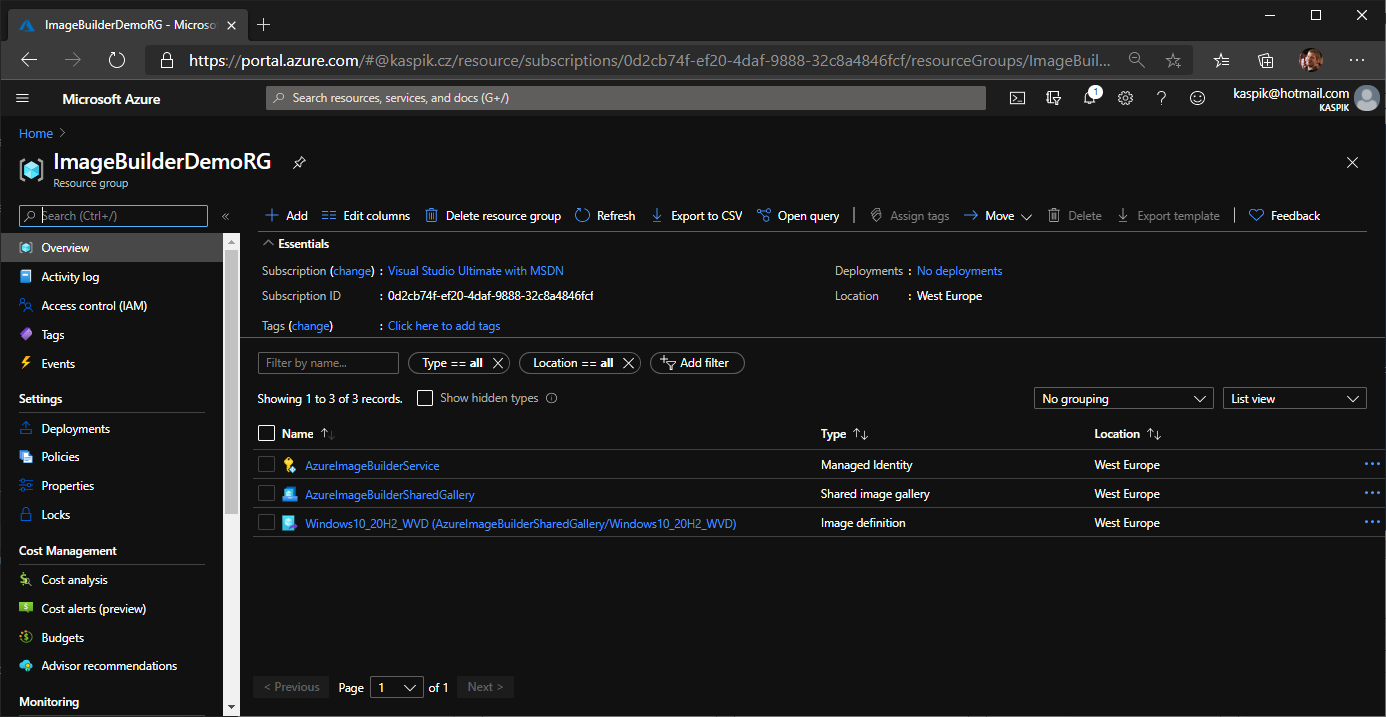 ImageBuilderDemoRG - Microso
https://portal.azure.com/#@kaspik.cz/resource/subscriptions/0d2cb74f-ef20-4daf-9888-32c8a4846fcf/resourceGroups/ImageBuil...
Microsoft Azure
Search resources, services, and docs (G+/)
1
kaspik@hotmail.com
KASPIK
Home >
ImageBuilderDemoRG
Resource group
Search (Ctrl+/)
«
Add Edit columns Delete resource group Refresh Export to CSV Open query Assign tags Move Delete Export template Feedback
Overview
Activity log
Access control (IAM)
Tags
Events
Settings
Deployments
Policies
Properties
Locks
Cost Management
Cost analysis
Cost alerts (preview)
Budgets
Advisor recommendations
Monitoring
Essentials
Subscription (change) : Visual Studio Ultimate with MSDN
Subscription ID : 0d2cb74f-ef20-4daf-9888-32c8a4846fcf
Tags (change) : Click here to add tags
Deployments : No deployments
Location : West Europe
Filter by name... Type == all Location == all Add filter
Showing 1 to 3 of 3 records. Show hidden types No grouping List view
Name Type Location
AzureImageBuilderService Managed Identity West Europe
AzureImageBuilderSharedGallery Shared image gallery West Europe
Windows10_20H2_WVD (AzureImageBuilderSharedGallery/Windows10_20H2_WVD) Image definition West Europe
< Previous Page 1 of 1 Next >